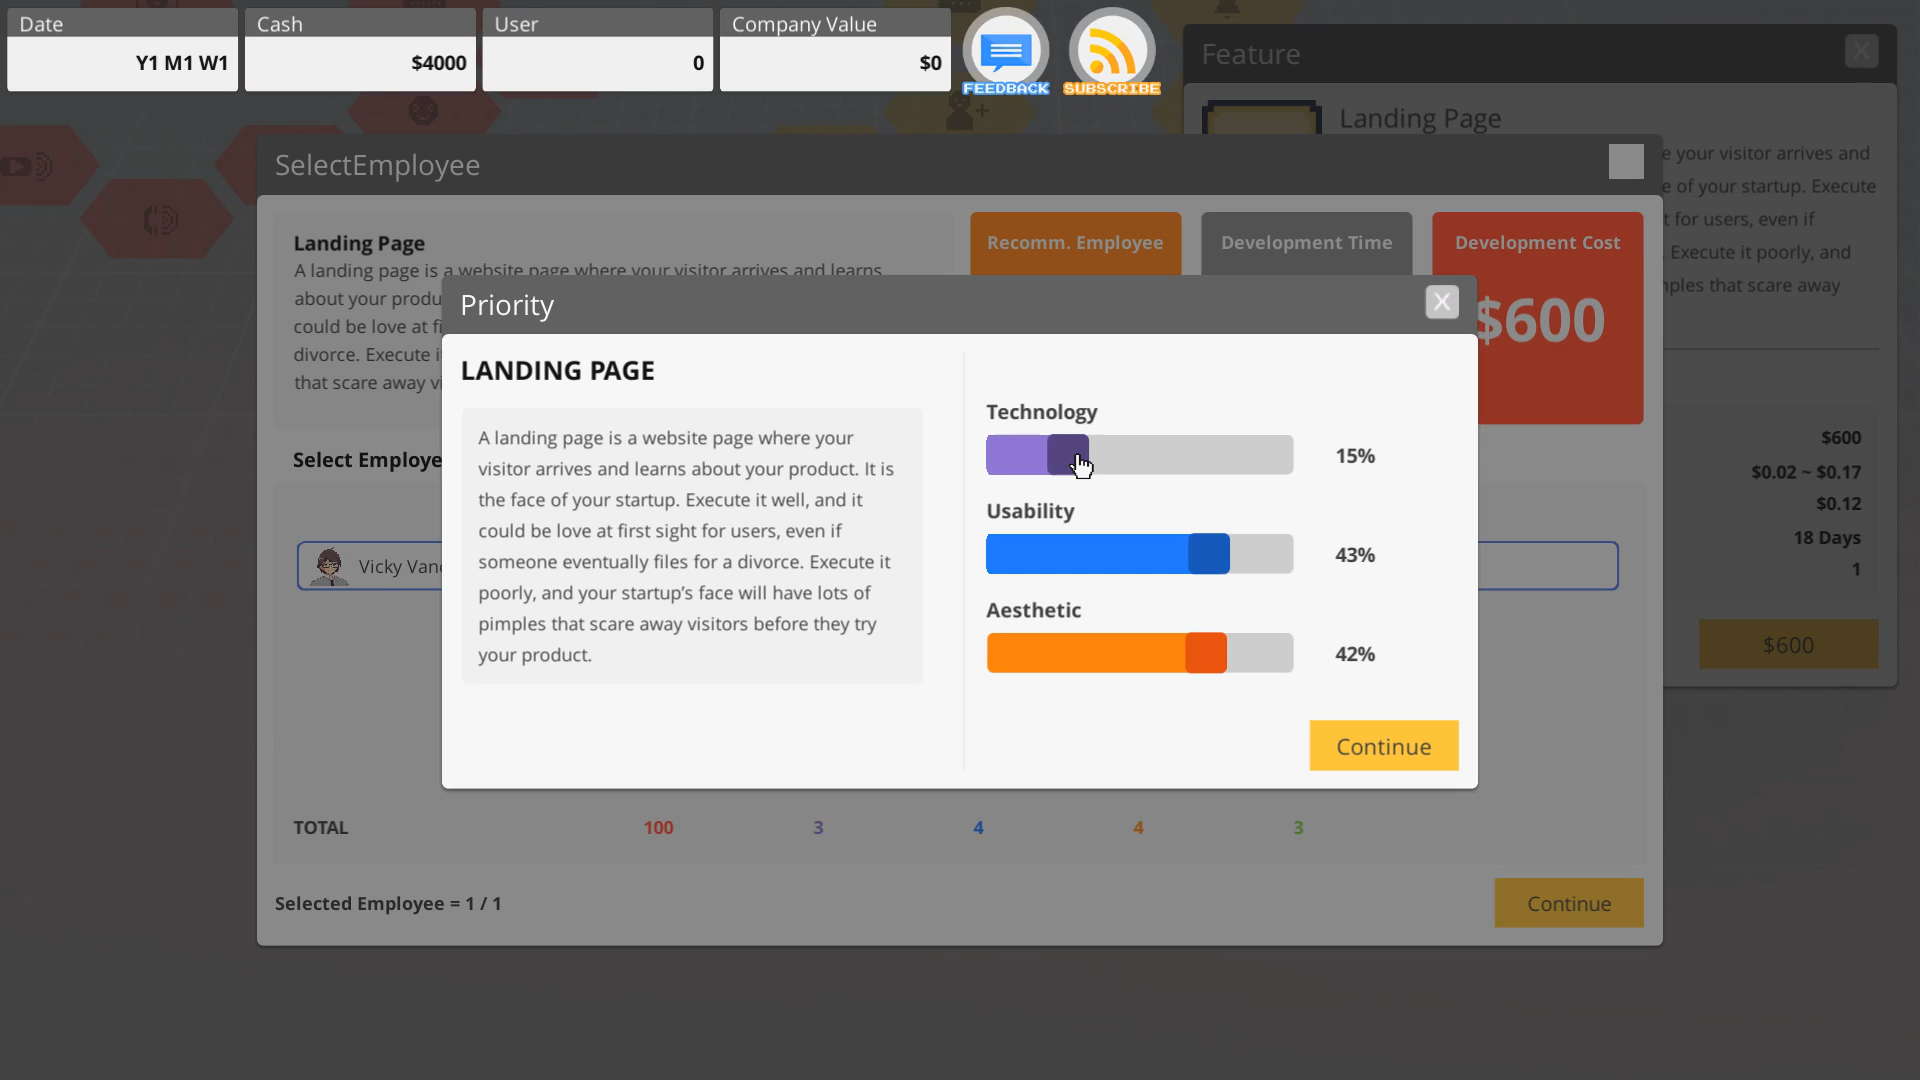 Date
Y1 M1 W1
Cash
$4000
User
0
Company Value
$0
FEEDBACK
SUBSCRIBE
Feature
X
Landing Page
e your visitor arrives and
e of your startup. Execute
t for users, even if
. Execute it poorly, and
ples that scare away
$600
$0.02 ~ $0.17
$0.12
18 Days
1
$600
SelectEmployee
Landing Page
A landing page is a website page where your visitor arrives and learns
about your produ
could be love at fi
divorce. Execute i
that scare away vi
Recomm. Employee
Development Time
Development Cost
$600
Select Employe
Vicky Vanc
TOTAL 100 3 4 4 3
Selected Employee = 1 / 1
Continue
Priority
X
LANDING PAGE
A landing page is a website page where your
visitor arrives and learns about your product. It is
the face of your startup. Execute it well, and it
could be love at first sight for users, even if
someone eventually files for a divorce. Execute it
poorly, and your startup's face will have lots of
pimples that scare away visitors before they try
your product.
Technology
15%
Usability
43%
Aesthetic
42%
Continue